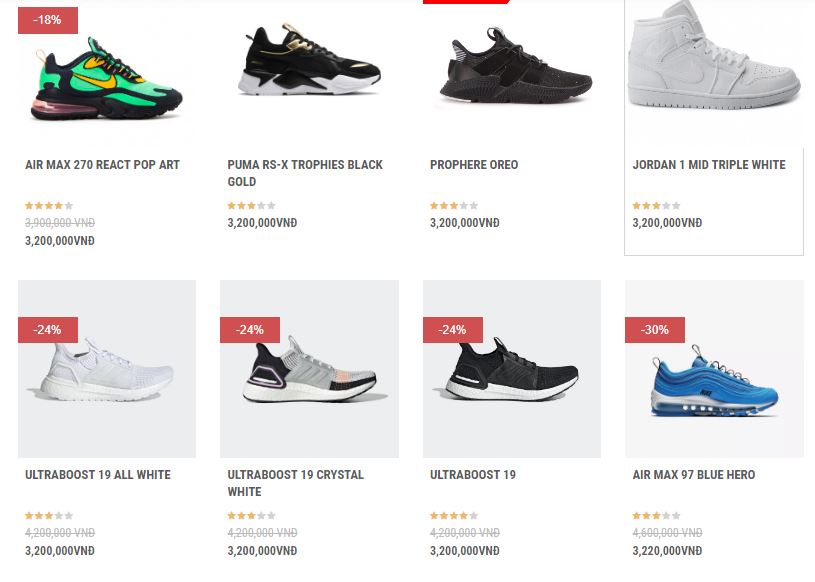 -18%
AIR MAX 270 REACT POP ART
3,900,000 VNĐ
3,200,000VNĐ
PUMA RS-X TROPHIES BLACK
GOLD
3,200,000VNĐ
PROPHERE OREO
3,200,000VNĐ
JORDAN 1 MID TRIPLE WHITE
3,200,000VNĐ
-24%
ULTRABOOST 19 ALL WHITE
4,200,000 VNĐ
3,200,000VNĐ
-24%
ULTRABOOST 19 CRYSTAL
WHITE
4,200,000 VNĐ
3,200,000VNĐ
-24%
ULTRABOOST 19
4,200,000 VNĐ
3,200,000VNĐ
-30%
NIKE
AIR MAX 97 BLUE HERO
4,600,000 VNĐ
3,220,000VNĐ